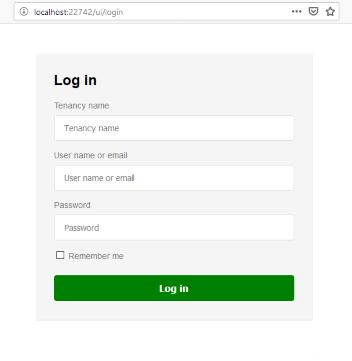 localhost:22742/ui/login
Log in
Tenancy name
Tenancy name
User name or email
User name or email
Password
Password
Remember me
Log in